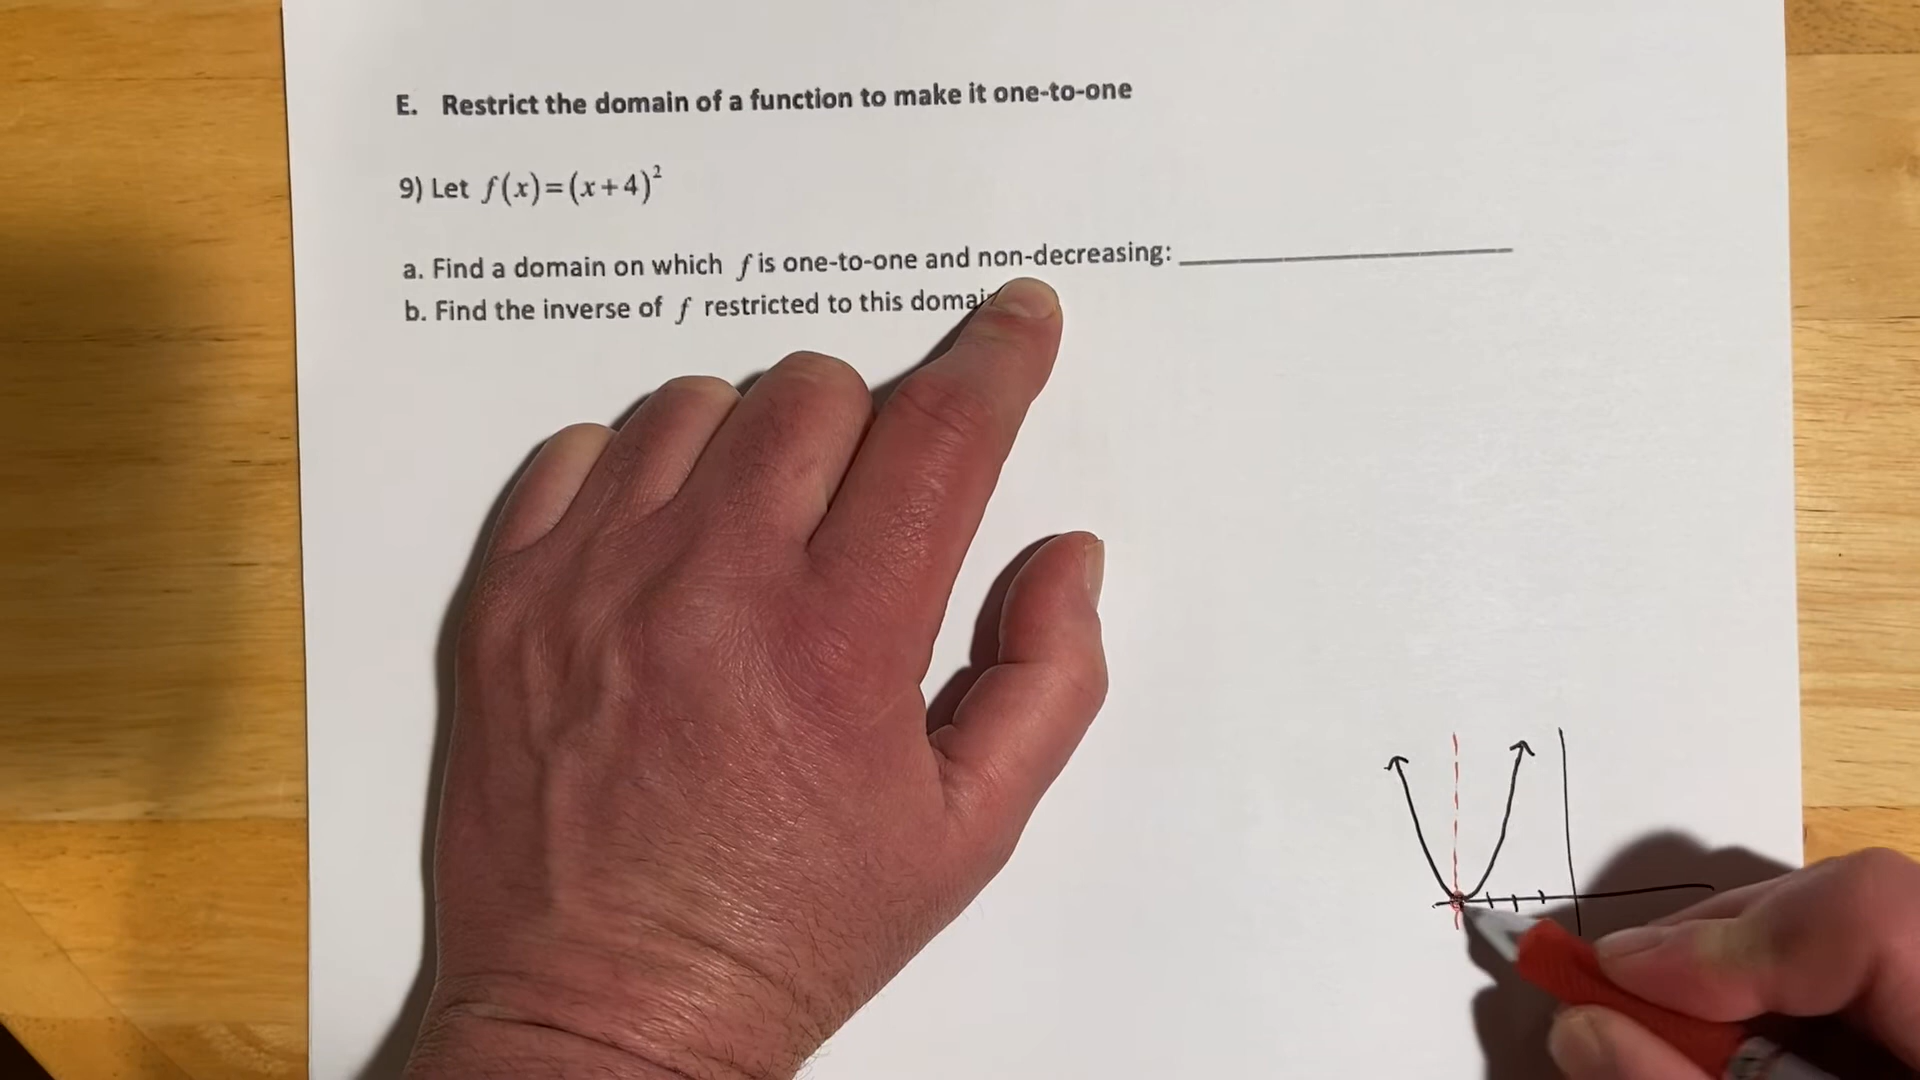 E. Restrict the domain of a function to make it one-to-one
9) Let f(x)=(x+4)²
a. Find a domain on which f is one-to-one and non-decreasing: ____________________
b. Find the inverse of f restricted to this